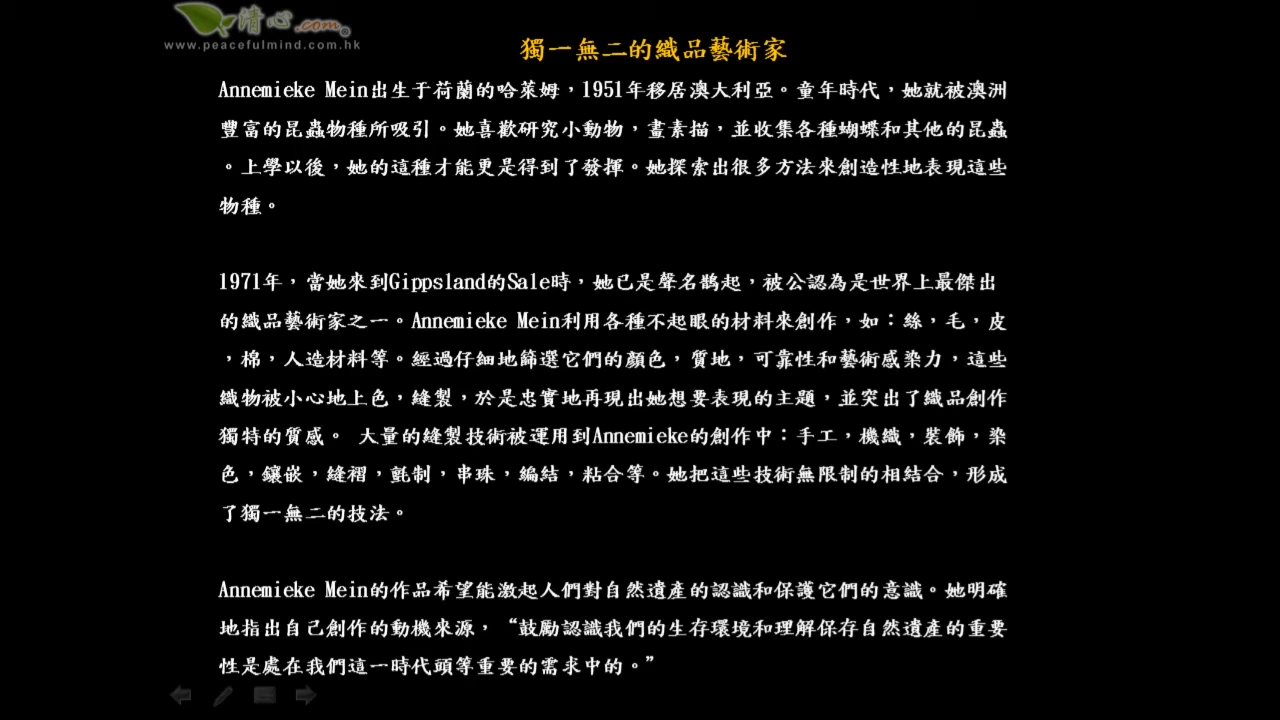 清心.com®
www.peacefulmind.com.hk
獨一無二的織品藝術家
Annemieke Mein出生于荷蘭的哈萊姆，1951年移居澳大利亞。童年時代，她就被澳洲
豐富的昆蟲物種所吸引。她喜歡研究小動物，畫素描，並收集各種蝴蝶和其他的昆蟲
。上學以後，她的這種才能更是得到了發揮。她探索出很多方法來創造性地表現這些
物種。
1971年，當她來到Gippsland的Sale時，她已是聲名鵲起，被公認為是世界上最傑出
的織品藝術家之一。Annemieke Mein利用各種不起眼的材料來創作，如：絲，毛，皮
，棉，人造材料等。經過仔細地篩選它們的顏色，質地，可靠性和藝術感染力，這些
織物被小心地上色，縫製，於是忠實地再現出她想要表現的主題，並突出了織品創作
獨特的質感。 大量的縫製技術被運用到Annemieke的創作中：手工，機織，裝飾，染
色，鑲嵌，縫褶，氈制，串珠，編結，粘合等。她把這些技術無限制的相結合，形成
了獨一無二的技法。
Annemieke Mein的作品希望能激起人們對自然遺產的認識和保護它們的意識。她明確
地指出自己創作的動機來源，“鼓勵認識我們的生存環境和理解保存自然遺產的重要
性是處在我們這一時代頭等重要的需求中的。”